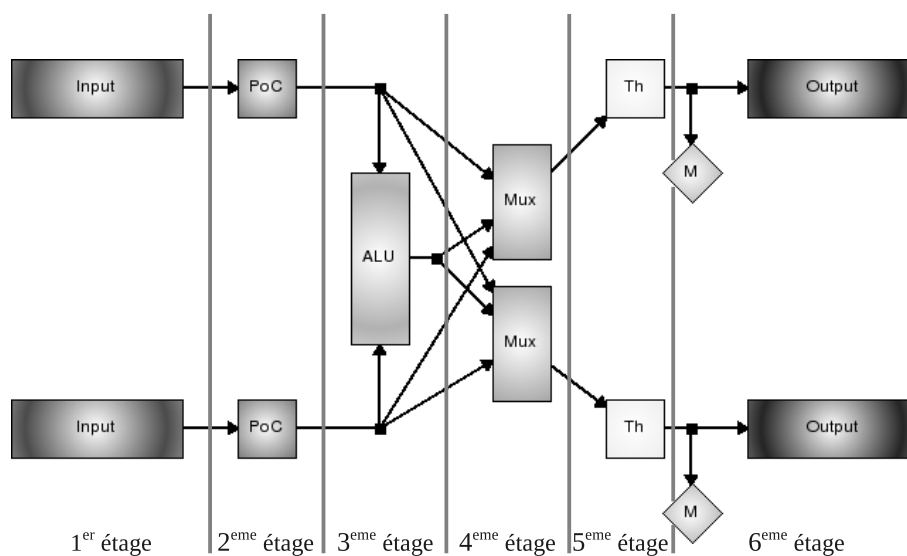 Input
PoC
Th
Output
M
Mux
ALU
Mux
Input
PoC
Th
Output
M
1er étage
2eme étage
3eme étage
4eme étage
5eme étage
6eme étage